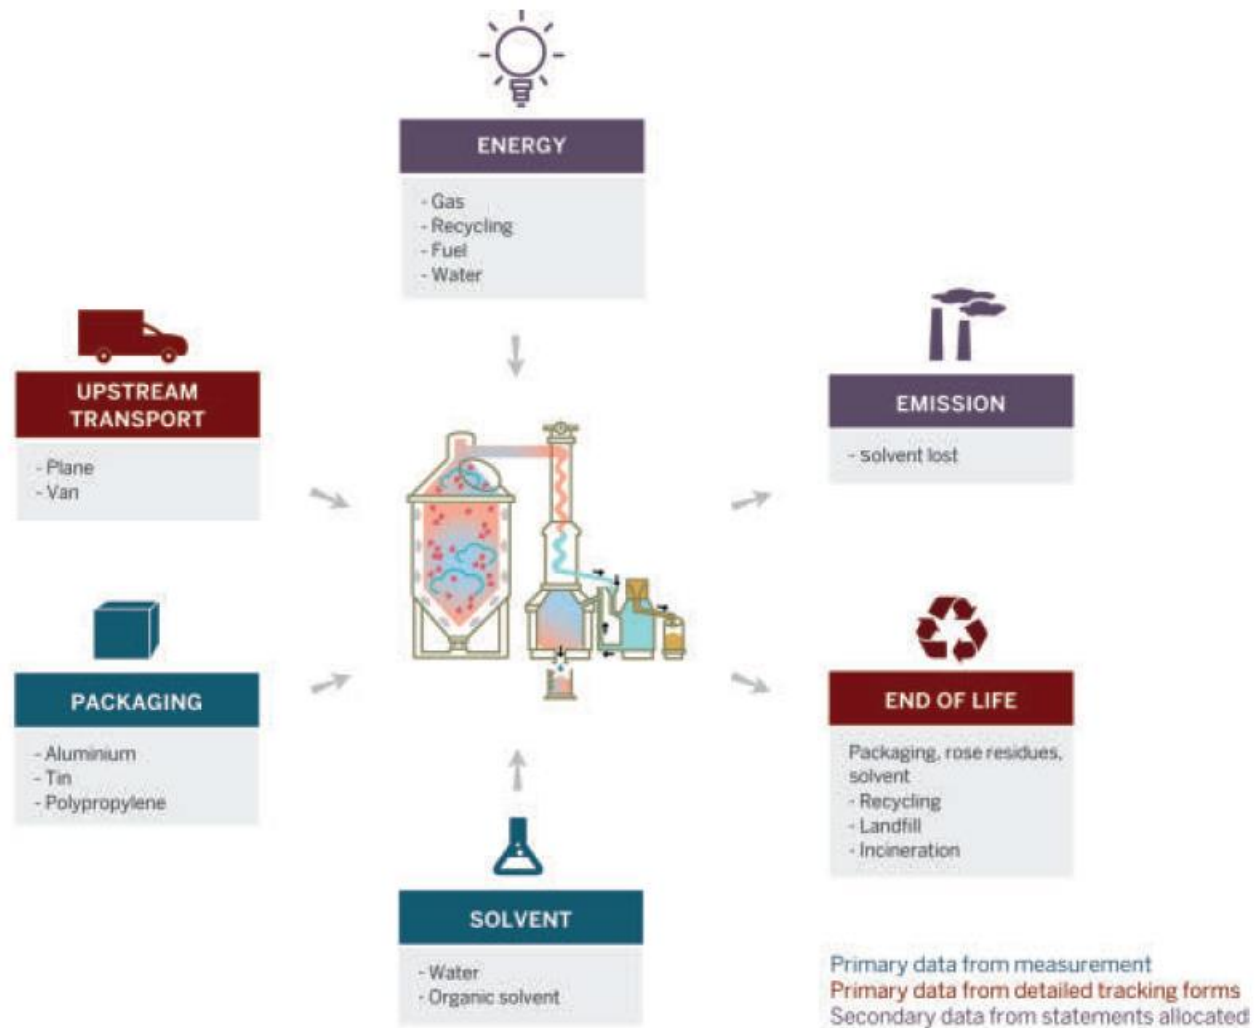 ENERGY
- Gas
- Recycling
- Fuel
- Water
UPSTREAM
TRANSPORT
- Plane
- Van
EMISSION
- solvent lost
PACKAGING
- Aluminium
- Tin
- Polypropylene
END OF LIFE
Packaging, rose residues,
solvent
- Recycling
- Landfill
- Incineration
SOLVENT
- Water
- Organic solvent
Primary data from measurement
Primary data from detailed tracking forms
Secondary data from statements allocated